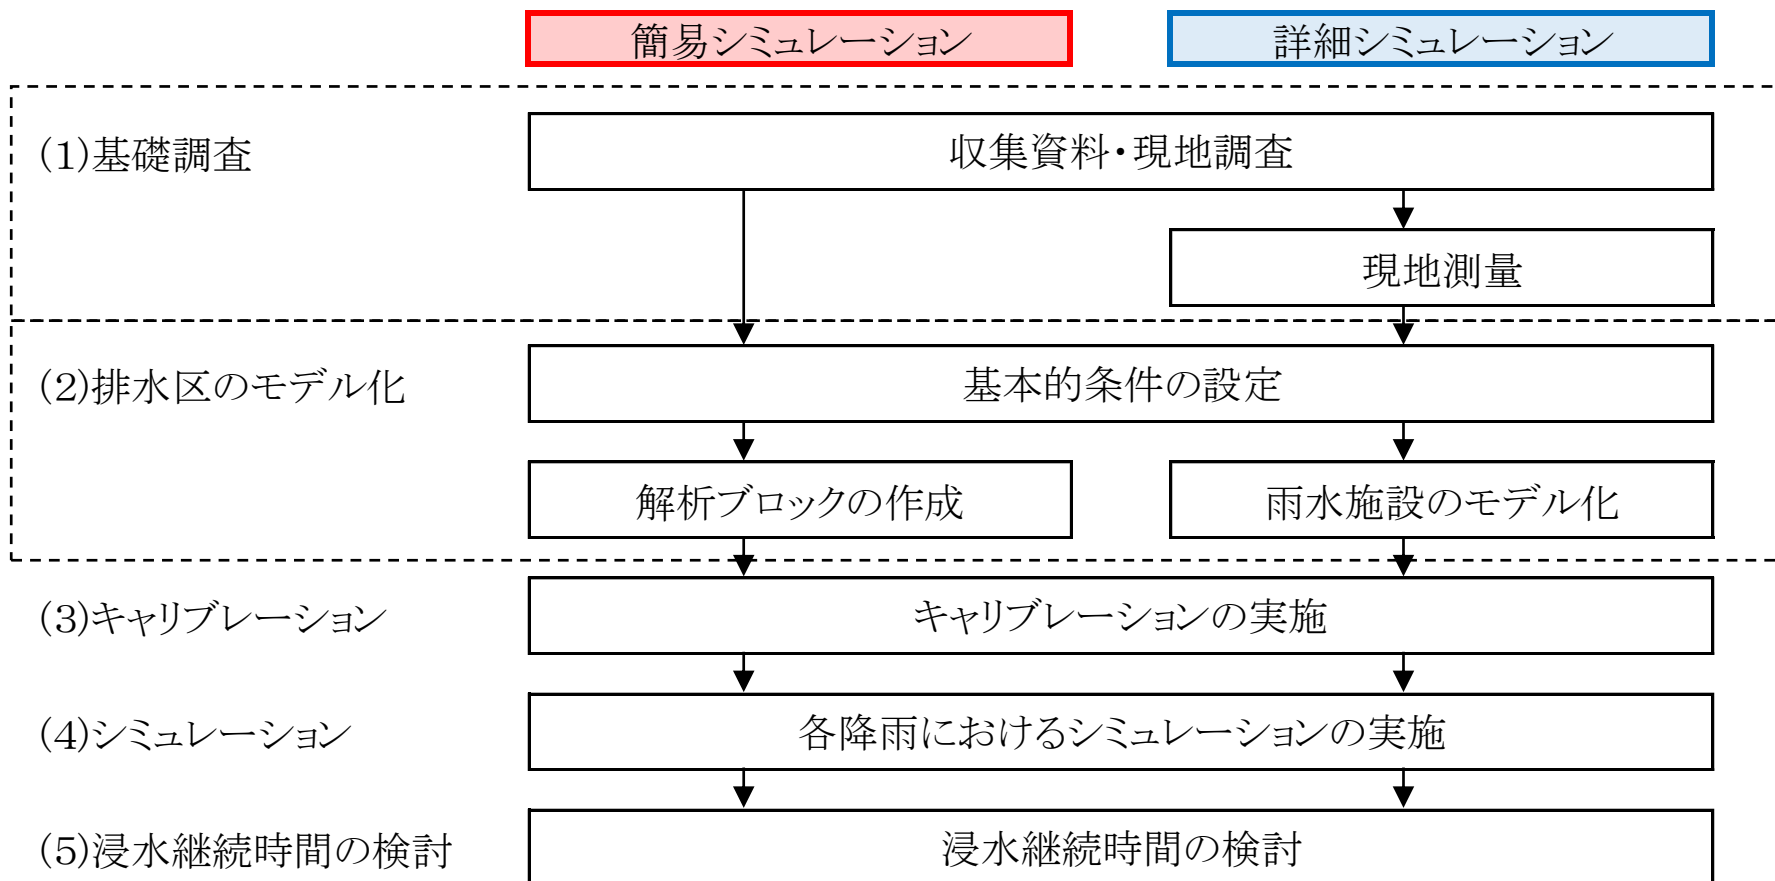 簡易シミュレーション
詳細シミュレーション
(1)基礎調査
収集資料・現地調査
現地測量
(2)排水区のモデル化
基本的条件の設定
解析ブロックの作成
雨水施設のモデル化
(3)キャリブレーション
キャリブレーションの実施
(4)シミュレーション
各降雨におけるシミュレーションの実施
(5)浸水継続時間の検討
浸水継続時間の検討